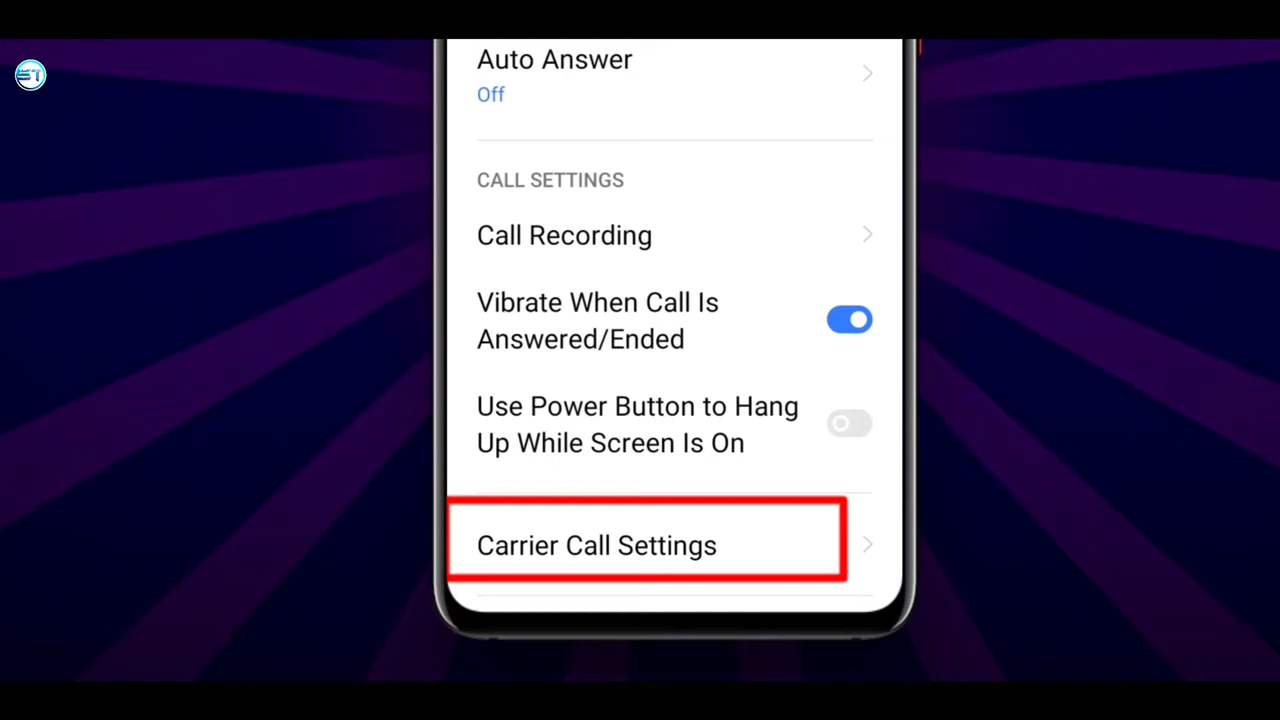 ST
Auto Answer
Off
CALL SETTINGS
Call Recording
Vibrate When Call Is
Answered/Ended
Use Power Button to Hang
Up While Screen Is On
Carrier Call Settings